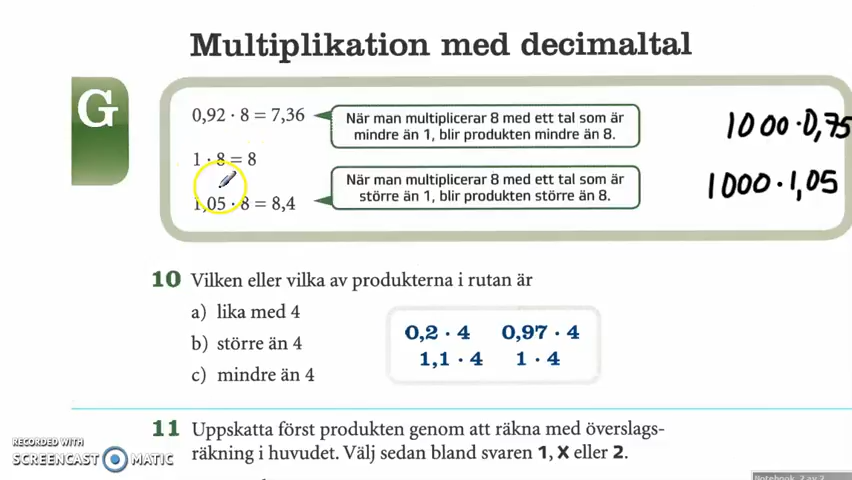 Multiplikation med decimaltal
G
0,92 · 8 = 7,36
När man multiplicerar 8 med ett tal som är
mindre än 1, blir produkten mindre än 8.
1000·0,75
1 · 8 = 8
1,05 · 8 = 8,4
När man multiplicerar 8 med ett tal som är
större än 1, blir produkten större än 8.
1000·1,05
10 Vilken eller vilka av produkterna i rutan är
a) lika med 4
b) större än 4
c) mindre än 4
0,2 · 4 0,97 · 4
1,1 · 4 1 · 4
11 Uppskatta först produkten genom att räkna med överslags-
räkning i huvudet. Välj sedan bland svaren 1, X eller 2.
RECORDED WITH
SCREENCAST MATIC
Notebook 2 av 2